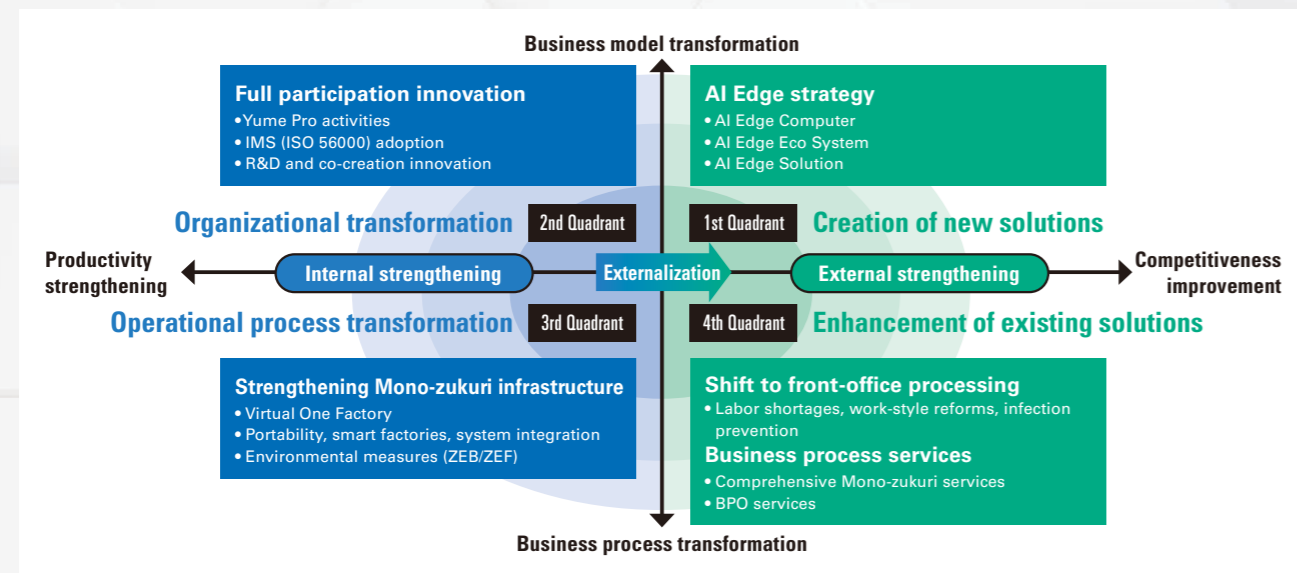 Business model transformation
Full participation innovation
•Yume Pro activities
• IMS (ISO 56000) adoption
• R&D and co-creation innovation
AI Edge strategy
• AI Edge Computer
• AI Edge Eco System
• AI Edge Solution
Organizational transformation
2nd Quadrant
1st Quadrant
Creation of new solutions
Productivity
strengthening
Internal strengthening
Externalization
External strengthening
Competitiveness
improvement
Operational process transformation
3rd Quadrant
4th Quadrant
Enhancement of existing solutions
Strengthening Mono-zukuri infrastructure
• Virtual One Factory
• Portability, smart factories, system integration
• Environmental measures (ZEB/ZEF)
Shift to front-office processing
• Labor shortages, work-style reforms, infection
prevention
Business process services
• Comprehensive Mono-zukuri services
• BPO services
Business process transformation